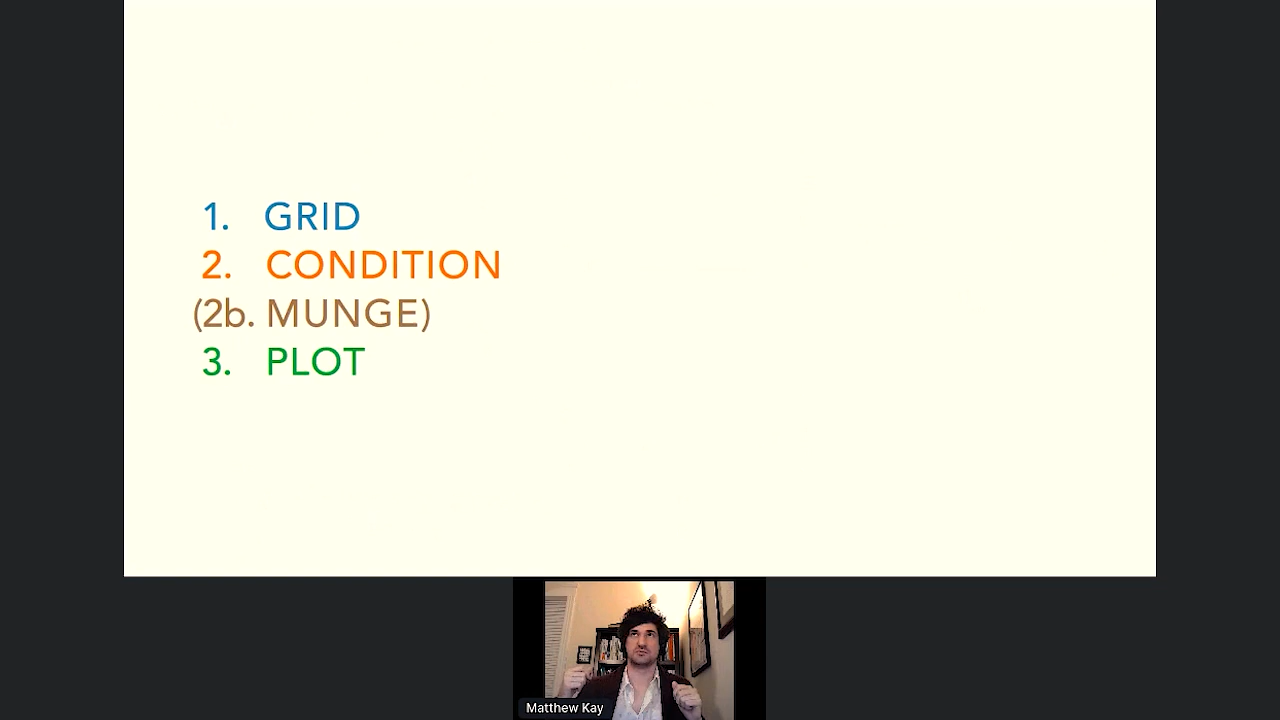 1. GRID
2. CONDITION
(2b. MUNGE)
3. PLOT
Matthew Kay